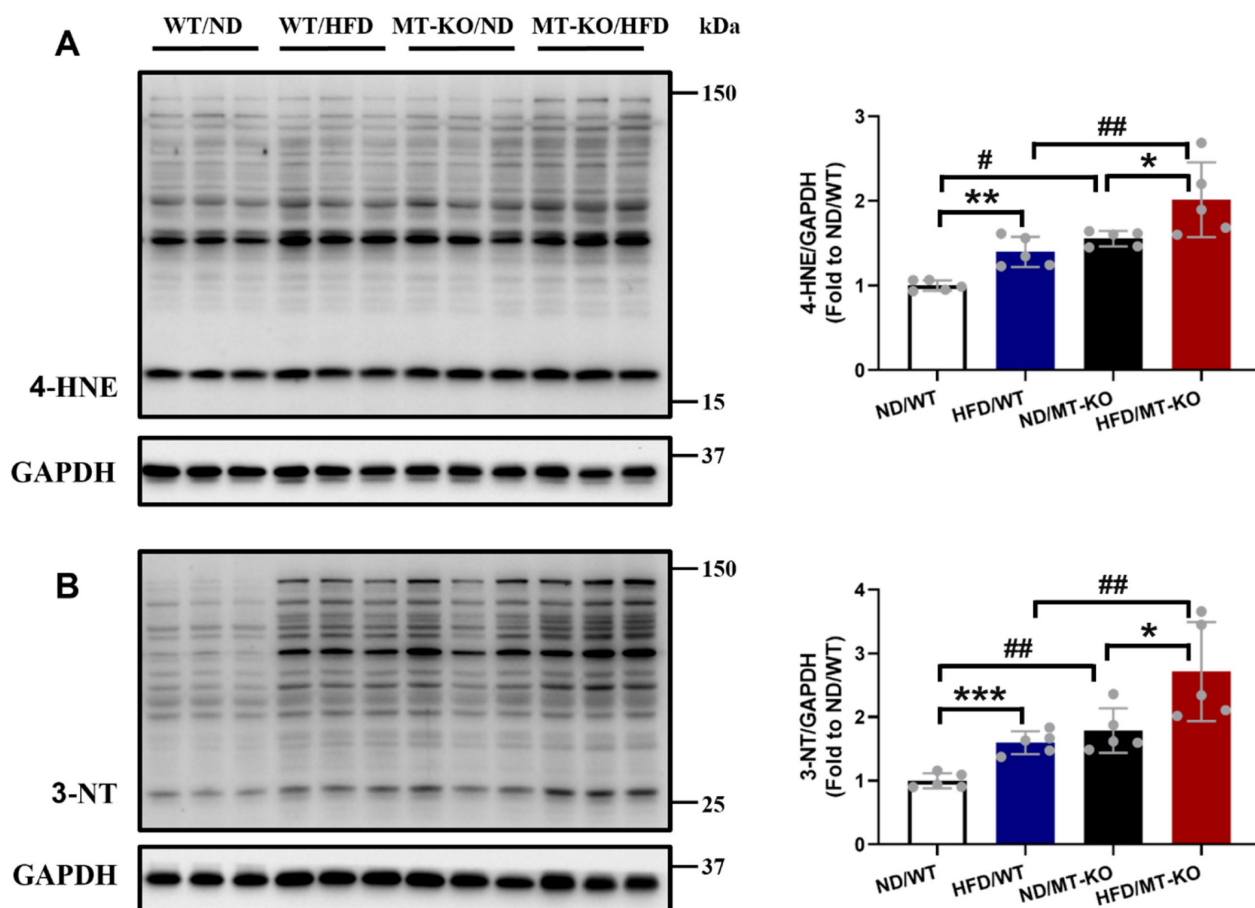 WT/ND WT/HFD MT-KO/ND MT-KO/HFD kDa
A
150
4-HNE
15
GAPDH
37
3
2
1
0
4-HNE/GAPDH
(Fold to ND/WT)
#
**
##
*
ND/WT
HFD/WT
ND/MT-KO
HFD/MT-KO
B
150
3-NT
25
GAPDH
37
4
3
2
1
0
3-NT/GAPDH
(Fold to ND/WT)
##
***
##
*
ND/WT
HFD/WT
ND/MT-KO
HFD/MT-KO